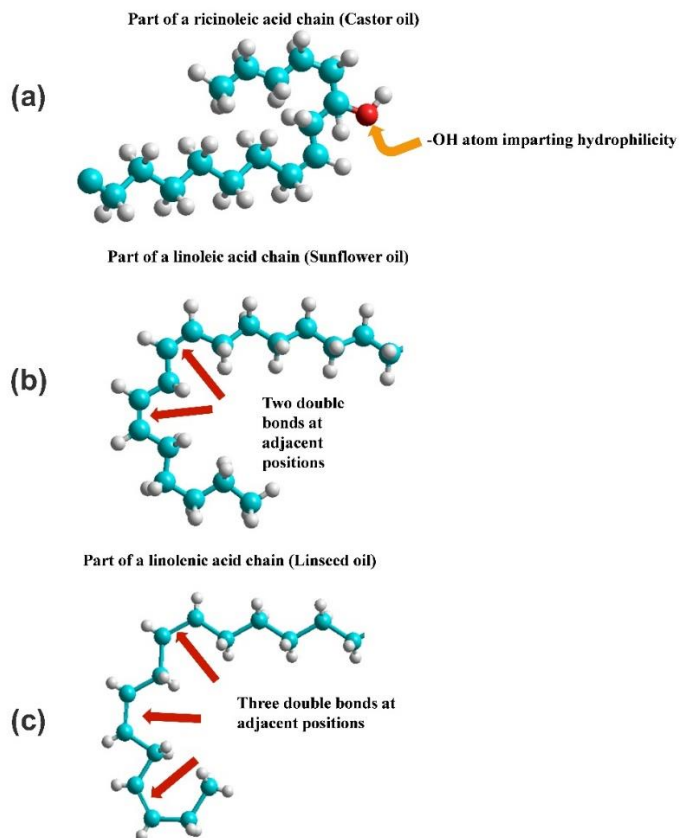 Part of a ricinoleic acid chain (Castor oil)
(a)
-OH atom imparting hydrophilicity
Part of a linoleic acid chain (Sunflower oil)
(b)
Two double
bonds at
adjacent
positions
Part of a linolenic acid chain (Linseed oil)
(c)
Three double bonds at
adjacent positions